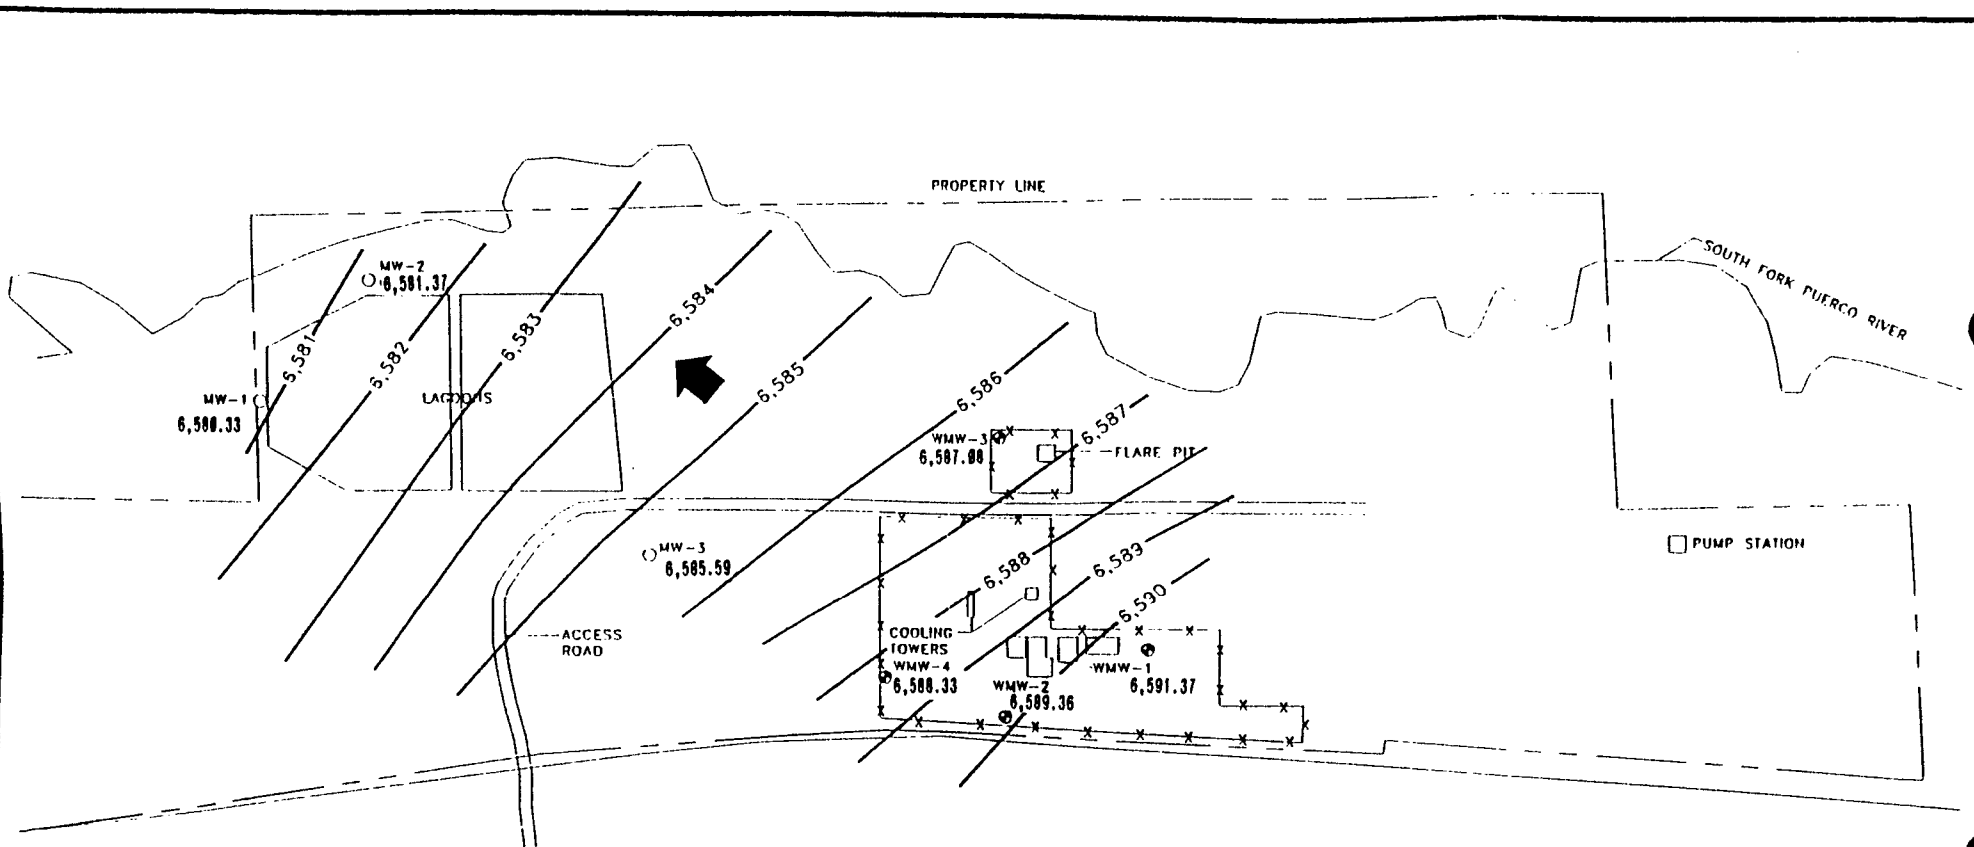 PROPERTY LINE
SOUTH FORK PUERCO RIVER
MW-2
6,581.37
6,581
6,582
6,583
6,584
6,585
6,586
6,587
MW-1
6,580.33
LAGOONS
WMW-3
FLARE PIT
MW-3
6,585.59
6,588
6,589
6,590
PUMP STATION
ACCESS
ROAD
COOLING
TOWERS
WMW-4
6,588.33
WMW-1
6,591.37
WMW-2
6,589.36